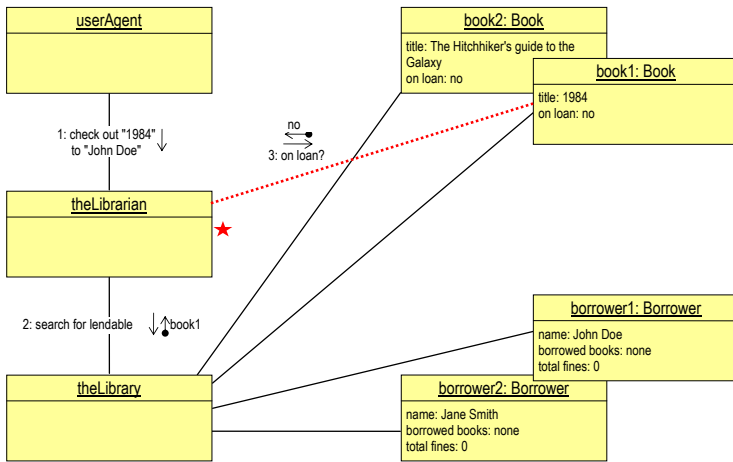 userAgent
book2: Book
title: The Hitchhiker's guide to the
Galaxy
on loan: no
book1: Book
title: 1984
on loan: no
1: check out "1984"
to "John Doe"
no
3: on loan?
theLibrarian
2: search for lendable
book1
borrower1: Borrower
name: John Doe
borrowed books: none
total fines: 0
theLibrary
borrower2: Borrower
name: Jane Smith
borrowed books: none
total fines: 0